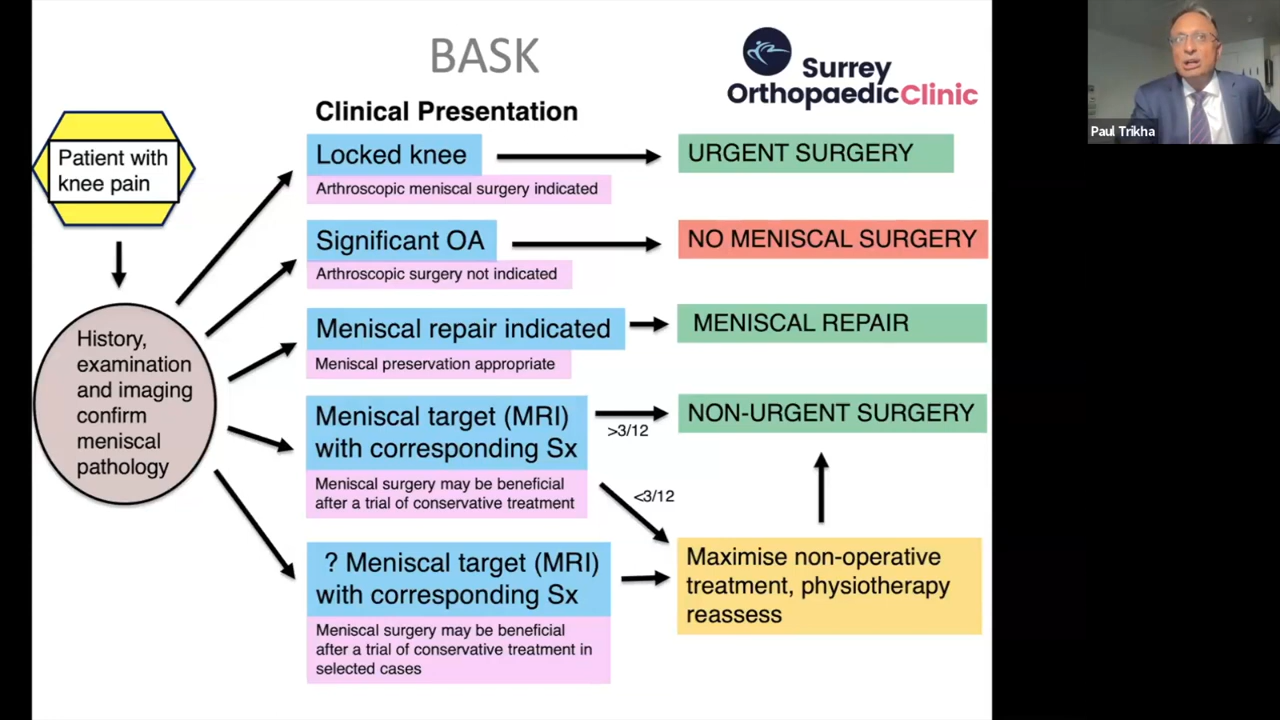 BASK
Surrey
OrthopaedicClinic
Paul Trikha
Clinical Presentation
Patient with
knee pain
History,
examination
and imaging
confirm
meniscal
pathology
Locked knee
Arthroscopic meniscal surgery indicated
URGENT SURGERY
Significant OA
Arthroscopic surgery not indicated
NO MENISCAL SURGERY
Meniscal repair indicated
Meniscal preservation appropriate
MENISCAL REPAIR
Meniscal target (MRI)
with corresponding Sx
Meniscal surgery may be beneficial
after a trial of conservative treatment
>3/12
NON-URGENT SURGERY
<3/12
? Meniscal target (MRI)
with corresponding Sx
Meniscal surgery may be beneficial
after a trial of conservative treatment in
selected cases
Maximise non-operative
treatment, physiotherapy
reassess